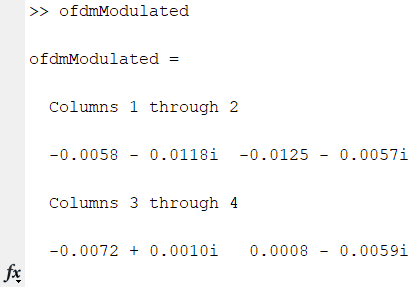 >> ofdmModulated
ofdmModulated =
Columns 1 through 2
-0.0058 - 0.0118i  -0.0125 - 0.0057i
Columns 3 through 4
-0.0072 + 0.0010i   0.0008 - 0.0059i
fx